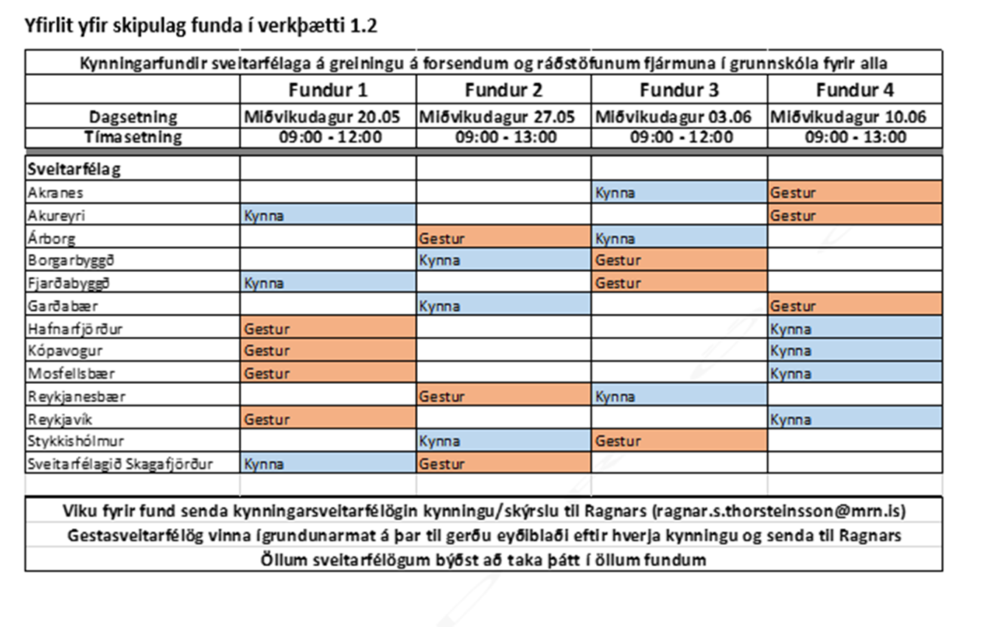 Yfirlit yfir skipulag funda í verkþætti 1.2
Kynningarfundir sveitarfélaga á greiningu á forsendum og ráðstöfunum fjármuna í grunnskóla fyrir alla
Fundur 1 Fundur 2 Fundur 3 Fundur 4
Dagsetning Miðvikudagur 20.05 Miðvikudagur 27.05 Miðvikudagur 03.06 Miðvikudagur 10.06
Tímasetning 09:00 - 12:00 09:00 - 13:00 09:00 - 12:00 09:00 - 13:00
Sveitarfélag
Akranes Kynna Gestur
Akureyri Kynna Gestur
Árborg Gestur Kynna
Borgarbyggð Kynna Gestur
Fjarðabyggð Kynna Gestur
Garðabær Kynna Gestur
Hafnarfjörður Gestur Kynna
Kópavogur Gestur Kynna
Mosfellsbær Gestur Kynna
Reykjanesbær Gestur Kynna
Reykjavík Gestur Kynna
Stykkishólmur Kynna Gestur
Sveitarfélagið Skagafjörður Kynna Gestur
Viku fyrir fund senda kynningarsveitarfélögin kynningu/skýrslu til Ragnars (ragnar.s.thorsteinsson@mrn.is)
Gestasveitarfélög vinna ígrundunarmat á þar til gerðu eyðiblaði eftir hverja kynningu og senda til Ragnars
Öllum sveitarfélögum býðst að taka þátt í öllum fundum